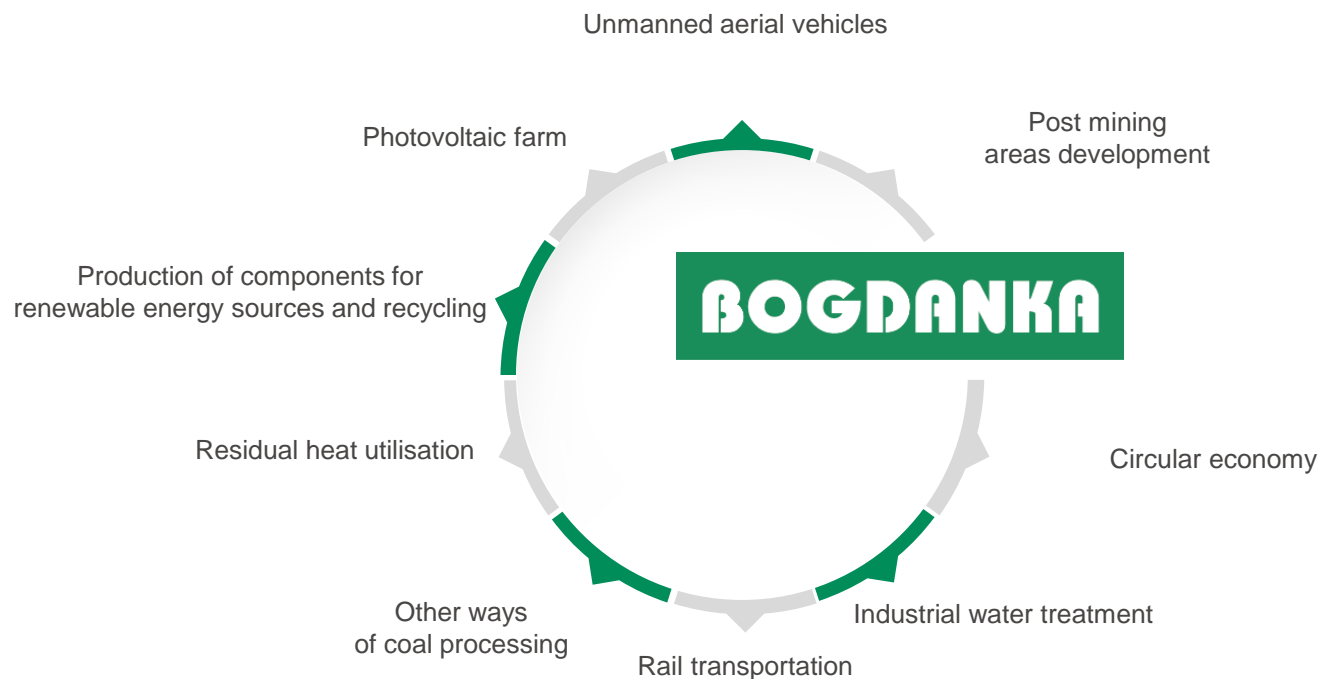 Unmanned aerial vehicles
Photovoltaic farm
Post mining
areas development
Production of components for
renewable energy sources and recycling
BOGDANKA
Residual heat utilisation
Circular economy
Other ways
of coal processing
Industrial water treatment
Rail transportation